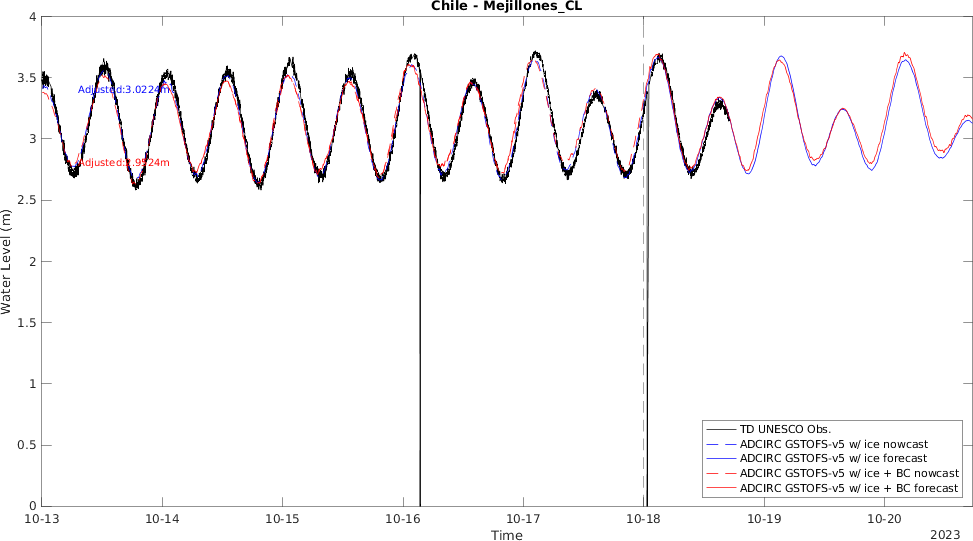 Chile - Mejillones_CL
4
3.5
3
2.5
2
1.5
1
0.5
0
Water Level (m)
Adjusted:3.0224m
10-13
10-14
10-15
10-16
10-17
10-18
10-19
10-20
Time
2023
TD UNESCO Obs.
ADCIRC GSTOFS-v5 w/ ice nowcast
ADCIRC GSTOFS-v5 w/ ice forecast
ADCIRC GSTOFS-v5 w/ ice + BC nowcast
ADCIRC GSTOFS-v5 w/ ice + BC forecast